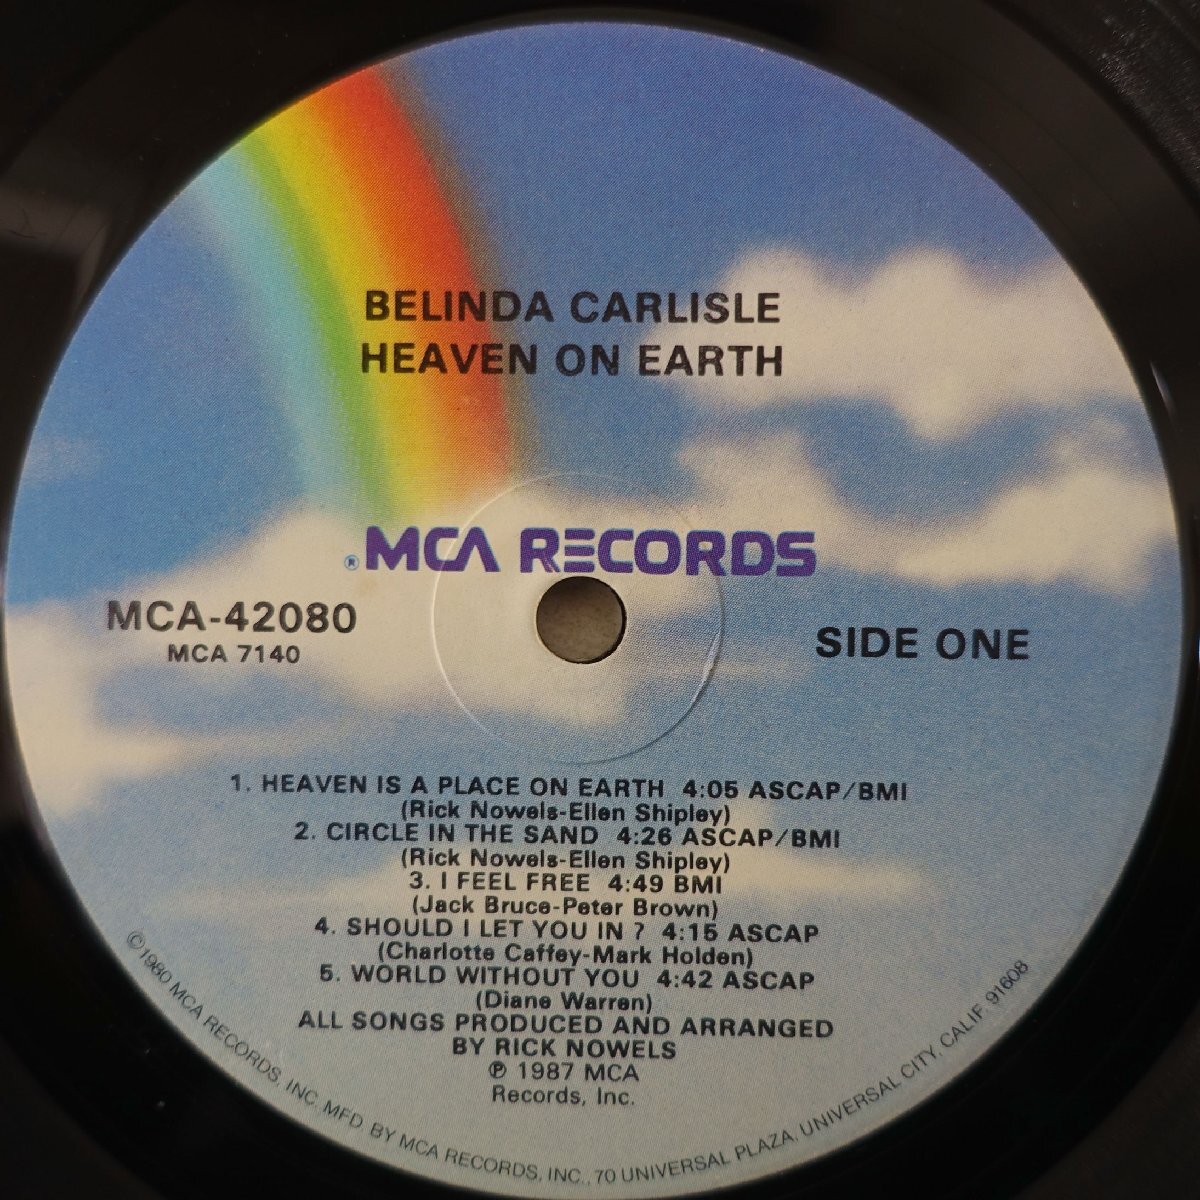 BELINDA CARLISLE
HEAVEN ON EARTH
® MCA RECORDS
MCA-42080
MCA 7140
SIDE ONE
1. HEAVEN IS A PLACE ON EARTH 4:05 ASCAP/BMI
(Rick Nowels-Ellen Shipley)
2. CIRCLE IN THE SAND 4:26 ASCAP/BMI
(Rick Nowels-Ellen Shipley)
3. I FEEL FREE 4:49 BMI
(Jack Bruce-Peter Brown)
4. SHOULD I LET YOU IN ? 4:15 ASCAP
(Charlotte Caffey-Mark Holden)
5. WORLD WITHOUT YOU 4:42 ASCAP
(Diane Warren)
ALL SONGS PRODUCED AND ARRANGED
BY RICK NOWELS
℗ 1987 MCA
Records, Inc.
©1980 MCA RECORDS, INC. MFD. BY MCA RECORDS, INC., 70 UNIVERSAL PLAZA, UNIVERSAL CITY, CALIF. 91608